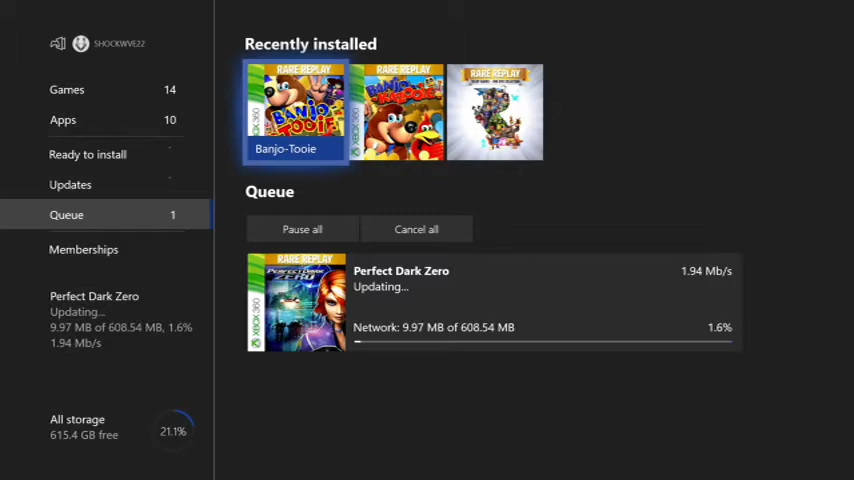 SHOCKWVE22
Games 14
Apps 10
Ready to install
Updates
Queue 1
Memberships
Perfect Dark Zero
Updating...
9.97 MB of 608.54 MB, 1.6%
1.94 Mb/s
All storage
615.4 GB free
21.1%
Recently installed
RARE REPLAY
XBOX 360
BANJO-TOOIE
Banjo-Tooie
RARE REPLAY
XBOX 360
BANJO KAZOOIE
RARE REPLAY
Queue
Pause all
Cancel all
RARE REPLAY
XBOX 360
PERFECT DARK
ZERO
Perfect Dark Zero
1.94 Mb/s
Updating...
Network: 9.97 MB of 608.54 MB
1.6%